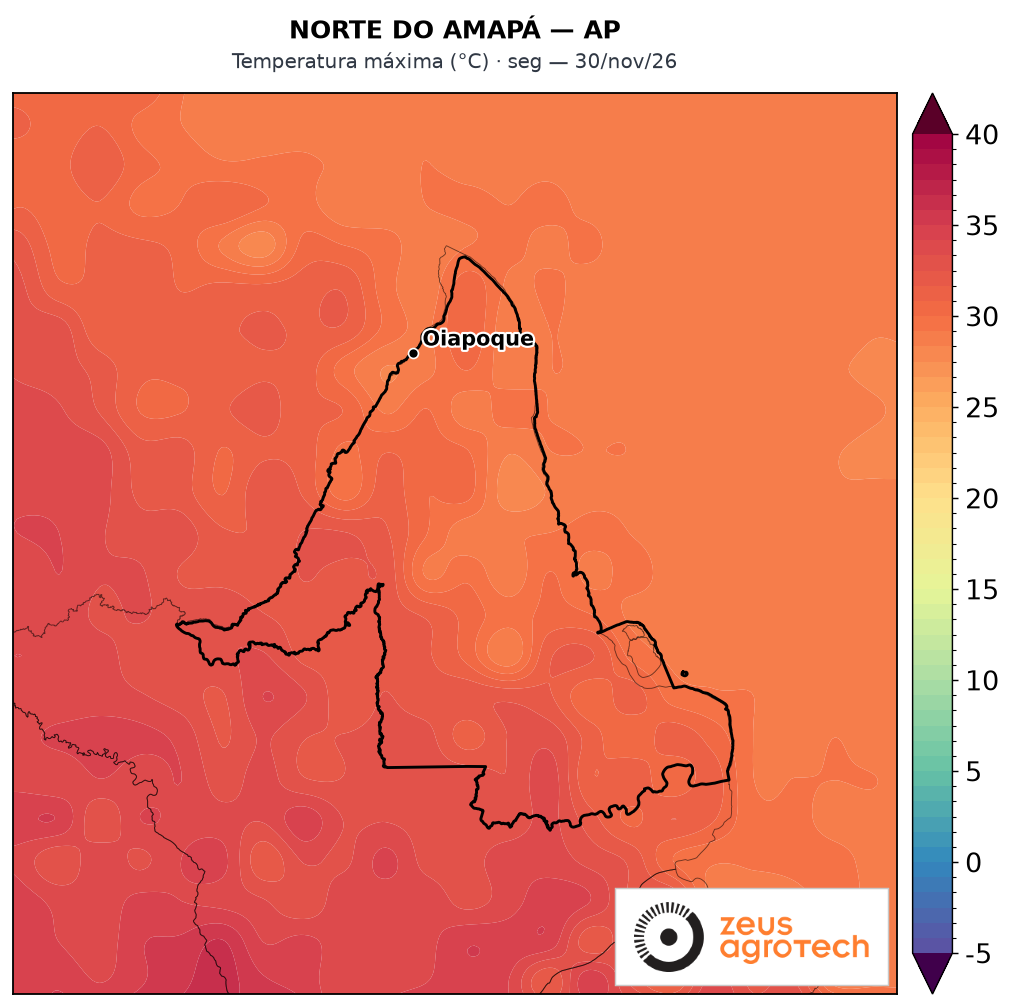 NORTE DO AMAPÁ — AP
Temperatura máxima (°C) · seg — 30/nov/26
Oiapoque
40
35
30
25
20
15
10
5
0
-5
zeus
agrotech